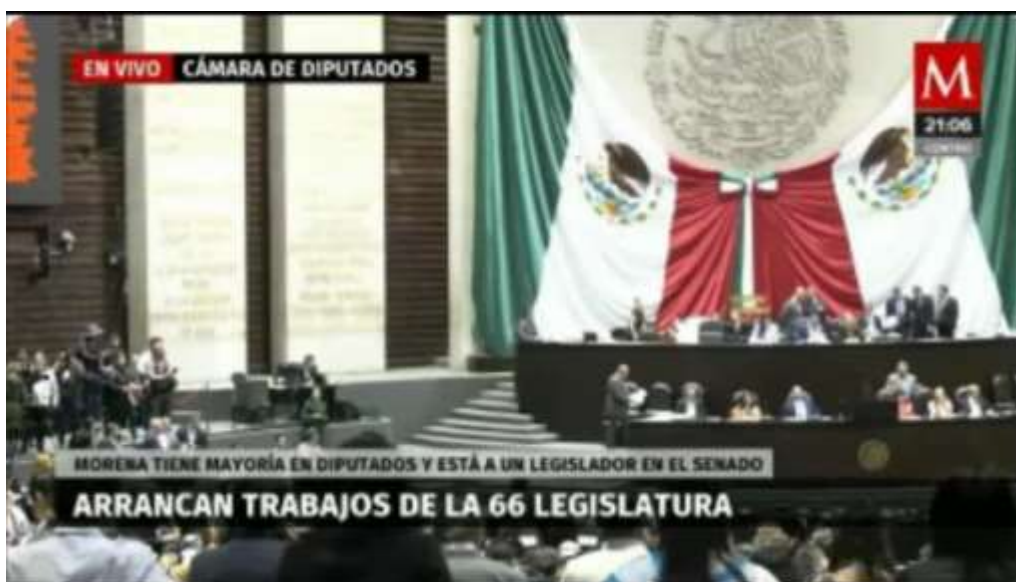 EN VIVO CÁMARA DE DIPUTADOS
M
21:06
CENTRO
MORENA TIENE MAYORÍA EN DIPUTADOS Y ESTÁ A UN LEGISLADOR EN EL SENADO
ARRANCAN TRABAJOS DE LA 66 LEGISLATURA